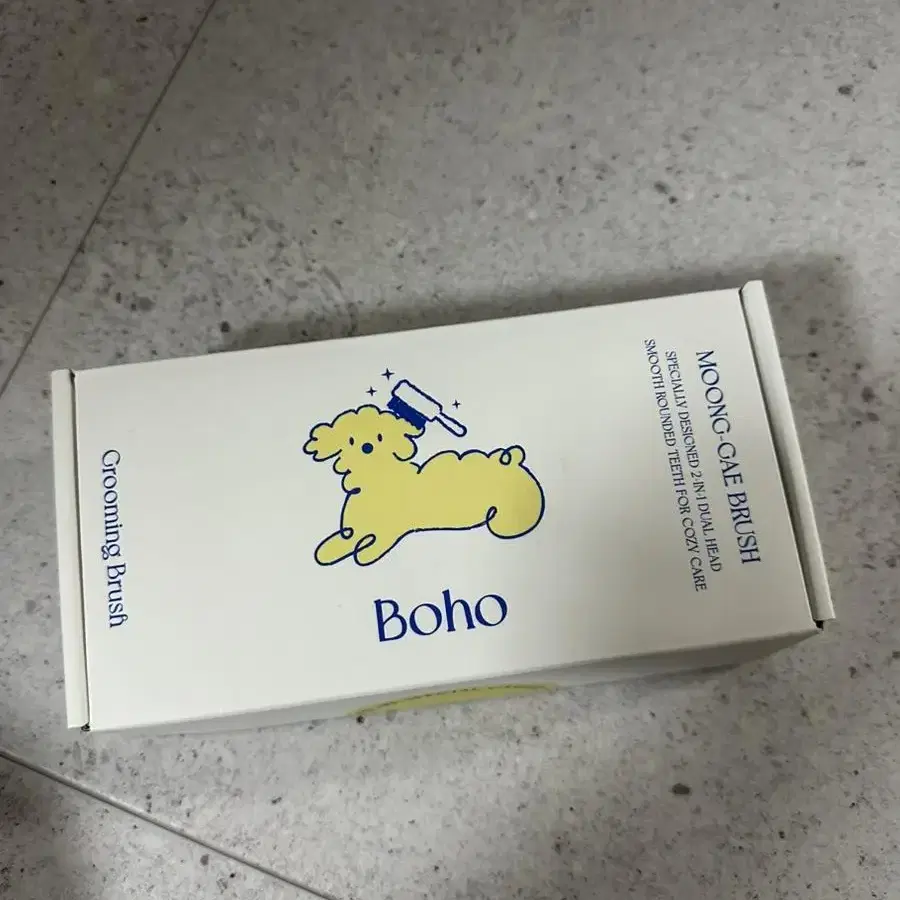 Grooming Brush
Boho
MOONG-GAE BRUSH
SPECIALLY DESIGNED 2-IN-1 DUAL HEAD
SMOOTH ROUNDED TEETH FOR COZY CARE